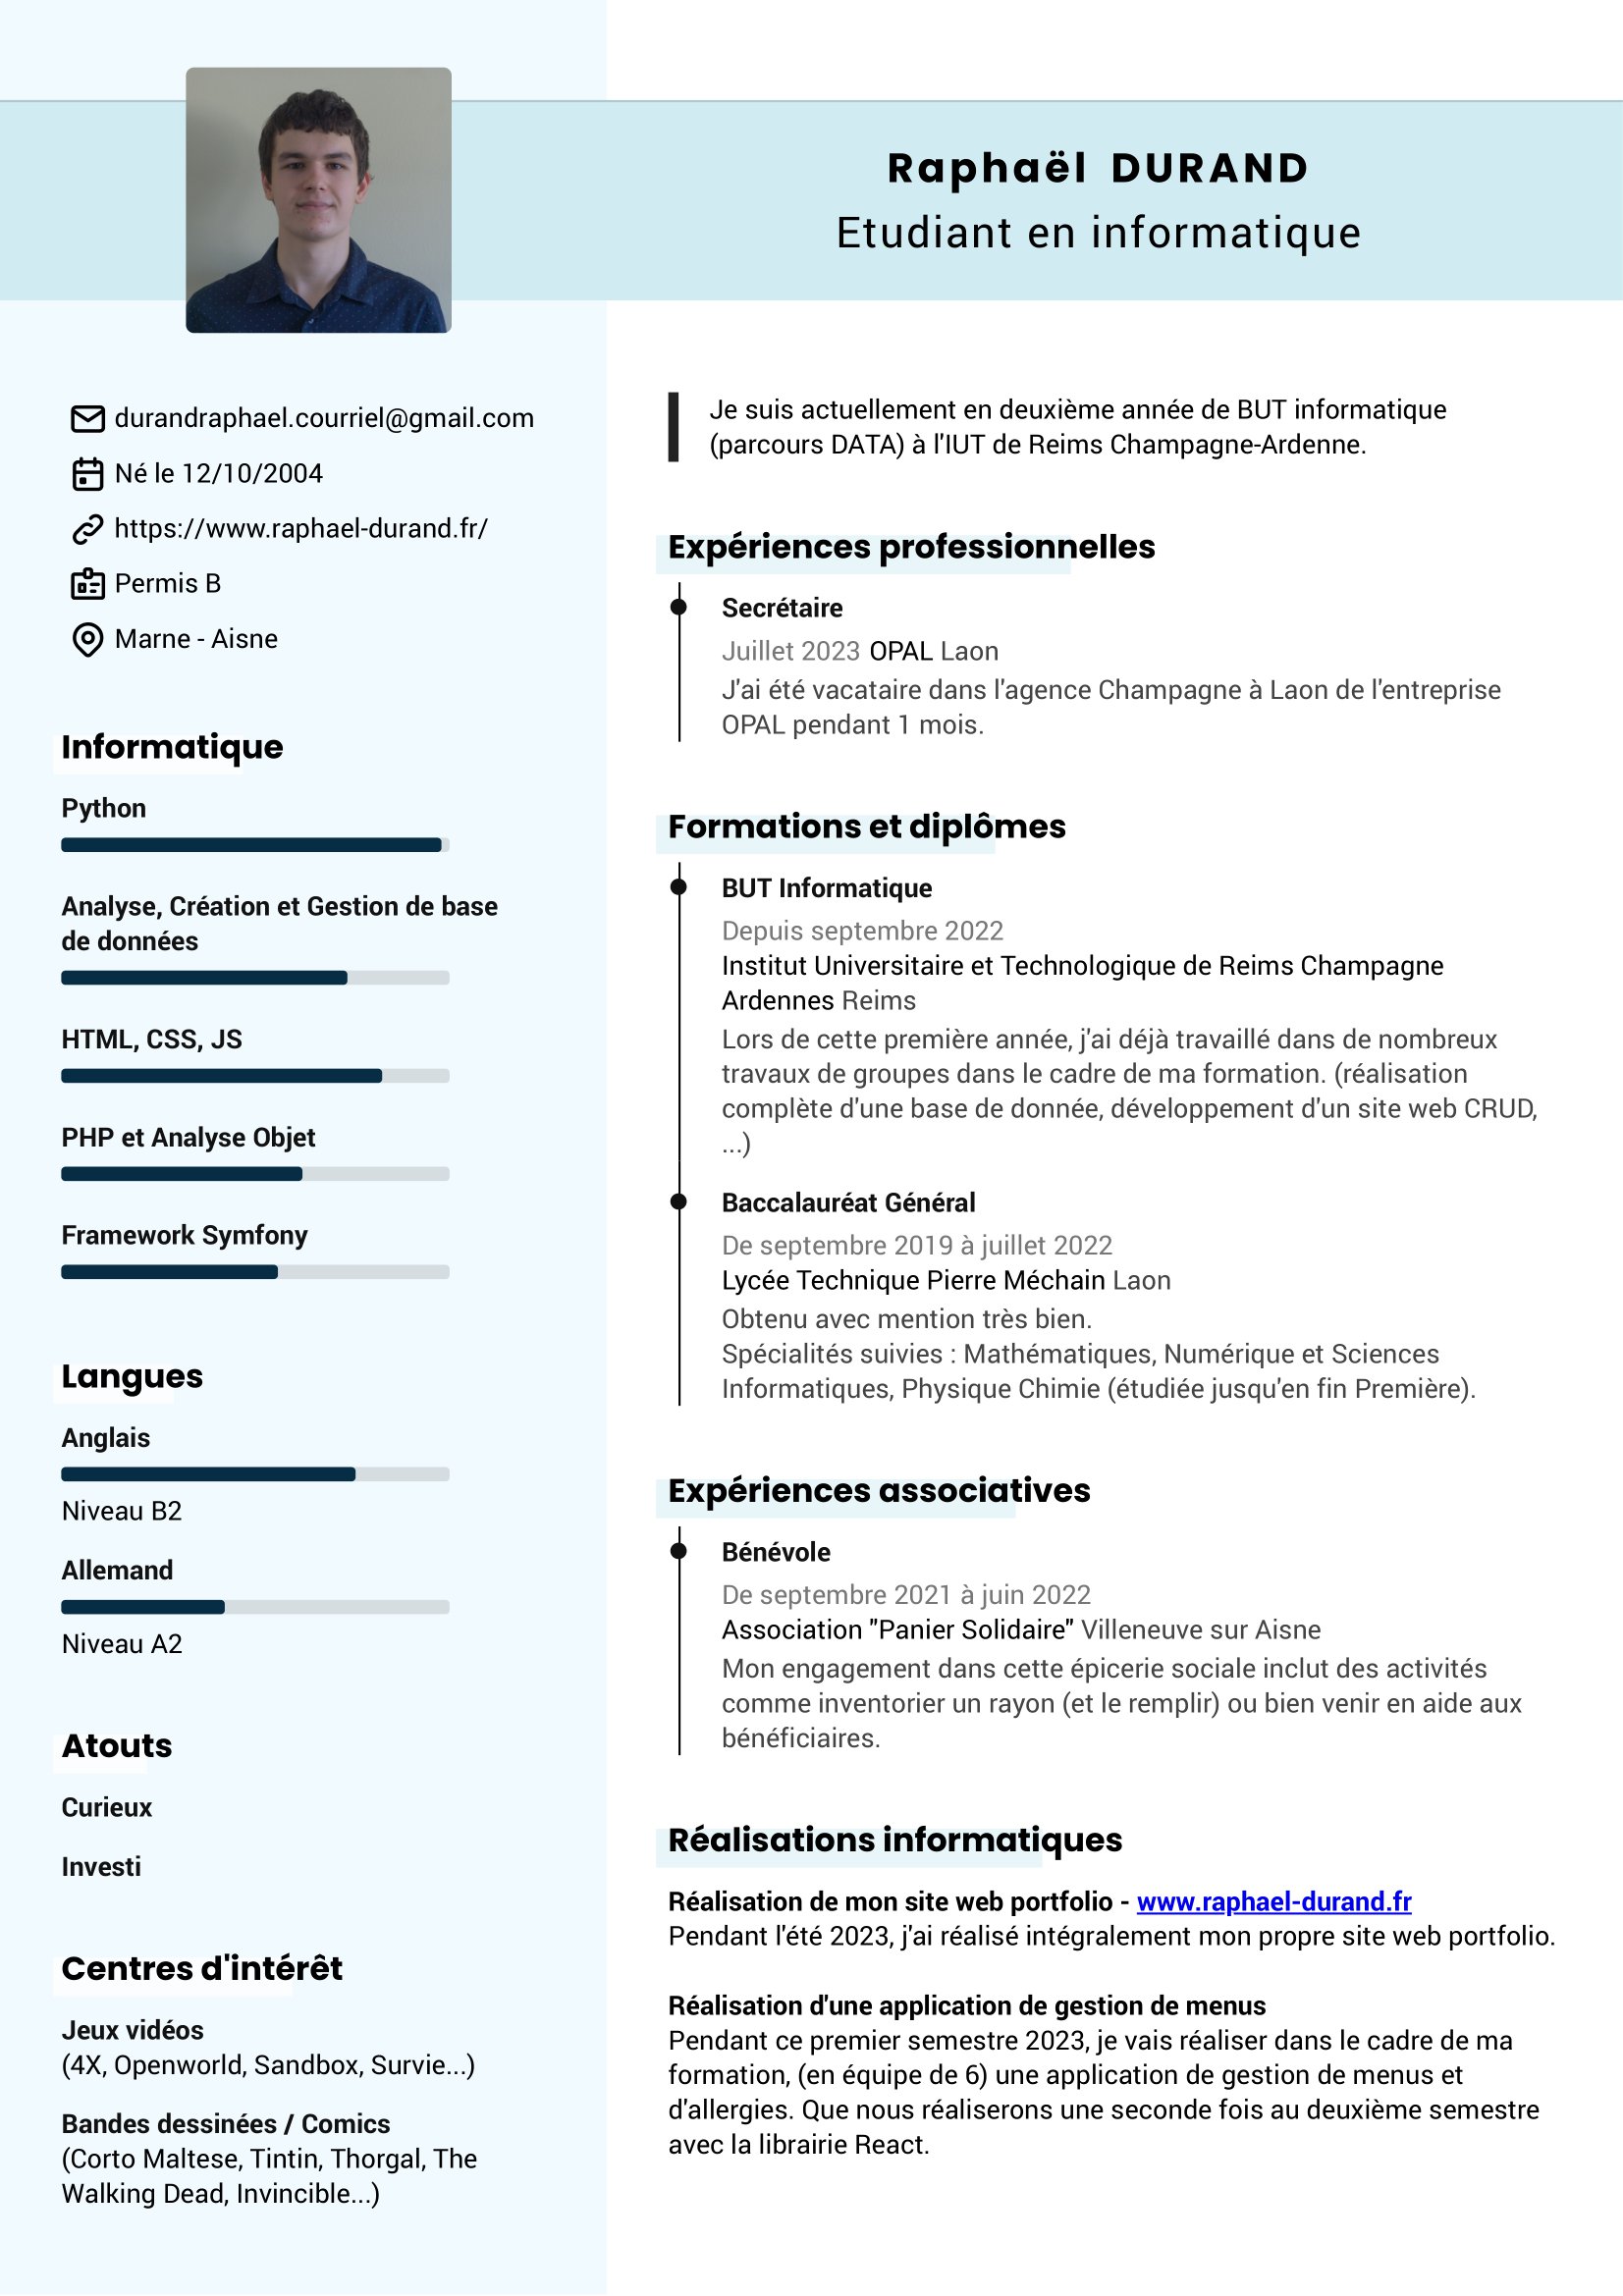 Raphaël DURAND
Etudiant en informatique
durandraphael.courriel@gmail.com
Né le 12/10/2004
https://www.raphael-durand.fr/
Permis B
Marne - Aisne
Informatique
Python
Analyse, Création et Gestion de base
de données
HTML, CSS, JS
PHP et Analyse Objet
Framework Symfony
Langues
Anglais
Niveau B2
Allemand
Niveau A2
Atouts
Curieux
Investi
Centres d'intérêt
Jeux vidéos
(4X, Openworld, Sandbox, Survie...)
Bandes dessinées / Comics
(Corto Maltese, Tintin, Thorgal, The
Walking Dead, Invincible...)
Je suis actuellement en deuxième année de BUT informatique
(parcours DATA) à l'IUT de Reims Champagne-Ardenne.
Expériences professionnelles
Secrétaire
Juillet 2023 OPAL Laon
J'ai été vacataire dans l'agence Champagne à Laon de l'entreprise
OPAL pendant 1 mois.
Formations et diplômes
BUT Informatique
Depuis septembre 2022
Institut Universitaire et Technologique de Reims Champagne
Ardennes Reims
Lors de cette première année, j'ai déjà travaillé dans de nombreux
travaux de groupes dans le cadre de ma formation. (réalisation
complète d'une base de donnée, développement d'un site web CRUD,
...)
Baccalauréat Général
De septembre 2019 à juillet 2022
Lycée Technique Pierre Méchain Laon
Obtenu avec mention très bien.
Spécialités suivies : Mathématiques, Numérique et Sciences
Informatiques, Physique Chimie (étudiée jusqu'en fin Première).
Expériences associatives
Bénévole
De septembre 2021 à juin 2022
Association "Panier Solidaire" Villeneuve sur Aisne
Mon engagement dans cette épicerie sociale inclut des activités
comme inventorier un rayon (et le remplir) ou bien venir en aide aux
bénéficiaires.
Réalisations informatiques
Réalisation de mon site web portfolio - www.raphael-durand.fr
Pendant l'été 2023, j'ai réalisé intégralement mon propre site web portfolio.
Réalisation d'une application de gestion de menus
Pendant ce premier semestre 2023, je vais réaliser dans le cadre de ma
formation, (en équipe de 6) une application de gestion de menus et
d'allergies. Que nous réaliserons une seconde fois au deuxième semestre
avec la librairie React.